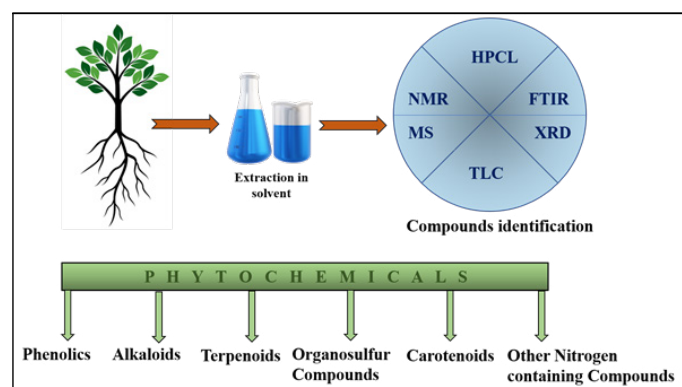 HPCL
NMR
FTIR
MS
XRD
TLC
Extraction in
solvent
Compounds identification
PHYTOCHEMICALS
Phenolics
Alkaloids
Terpenoids
Organosulfur
Compounds
Carotenoids
Other Nitrogen
containing Compounds